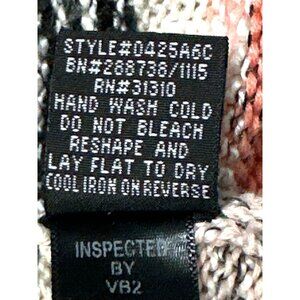 STYLE#0425A6C
BN#288738/1115
RN#31310
HAND WASH COLD
DO NOT BLEACH
RESHAPE AND
LAY FLAT TO DRY
COOL IRON ON REVERSE
INSPECTED
BY
VB2